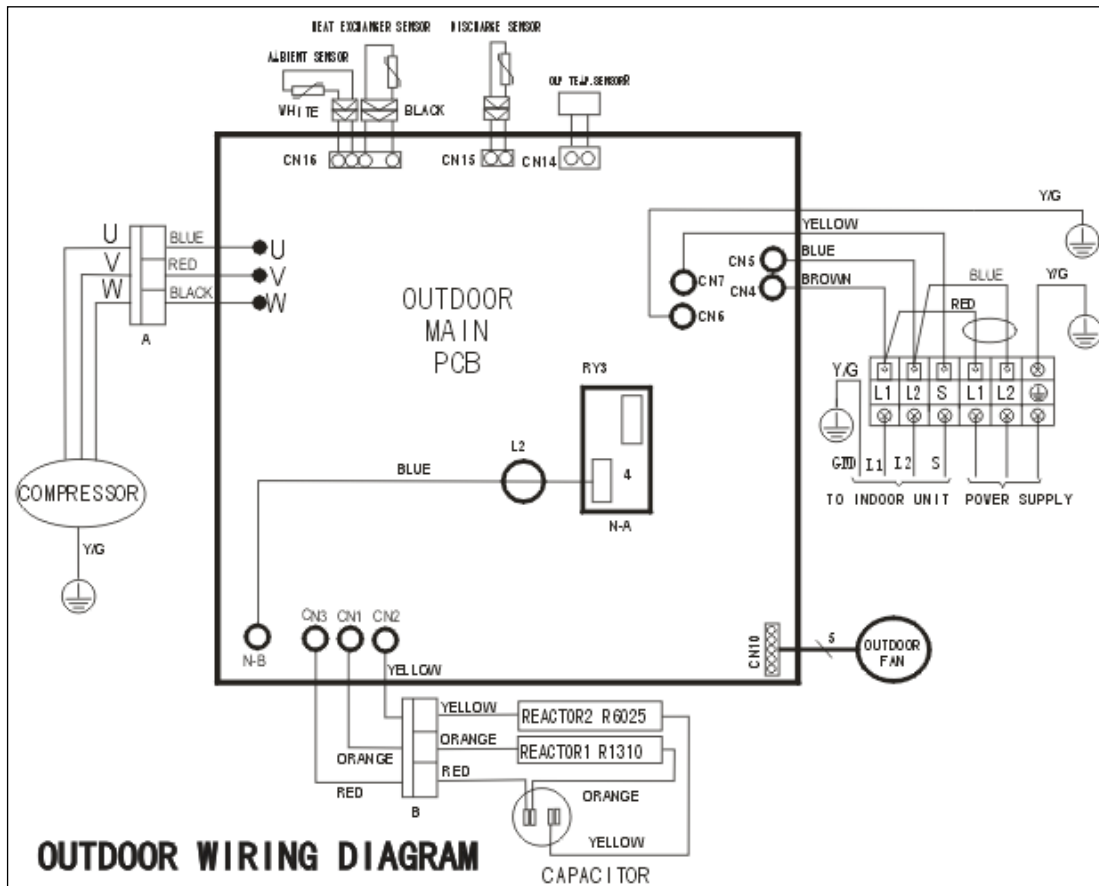 HEAT EXCHANGER SENSOR DISCHARGE SENSOR
AMBIENT SENSOR
OLP TEMP.SENSORR
WHITE BLACK
CN16 CN15 CN14
Y/G
YELLOW
U BLUE U
V RED V
W BLACK W
A
CN5 BLUE
CN7 CN4 BROWN
CN6
BLUE Y/G
RED
OUTDOOR
MAIN
PCB
RY3
Y/G
L1 L2 S L1 L2
L2
BLUE
4
N-A
GND S
TO INDOOR UNIT POWER SUPPLY
COMPRESSOR
Y/G
CN3 CN1 CN2
N-B
YELLOW
CN10
5
OUTDOOR
FAN
YELLOW REACTOR2 R6025
ORANGE REACTOR1 R1310
ORANGE
RED
RED
B
ORANGE
YELLOW
CAPACITOR
OUTDOOR WIRING DIAGRAM